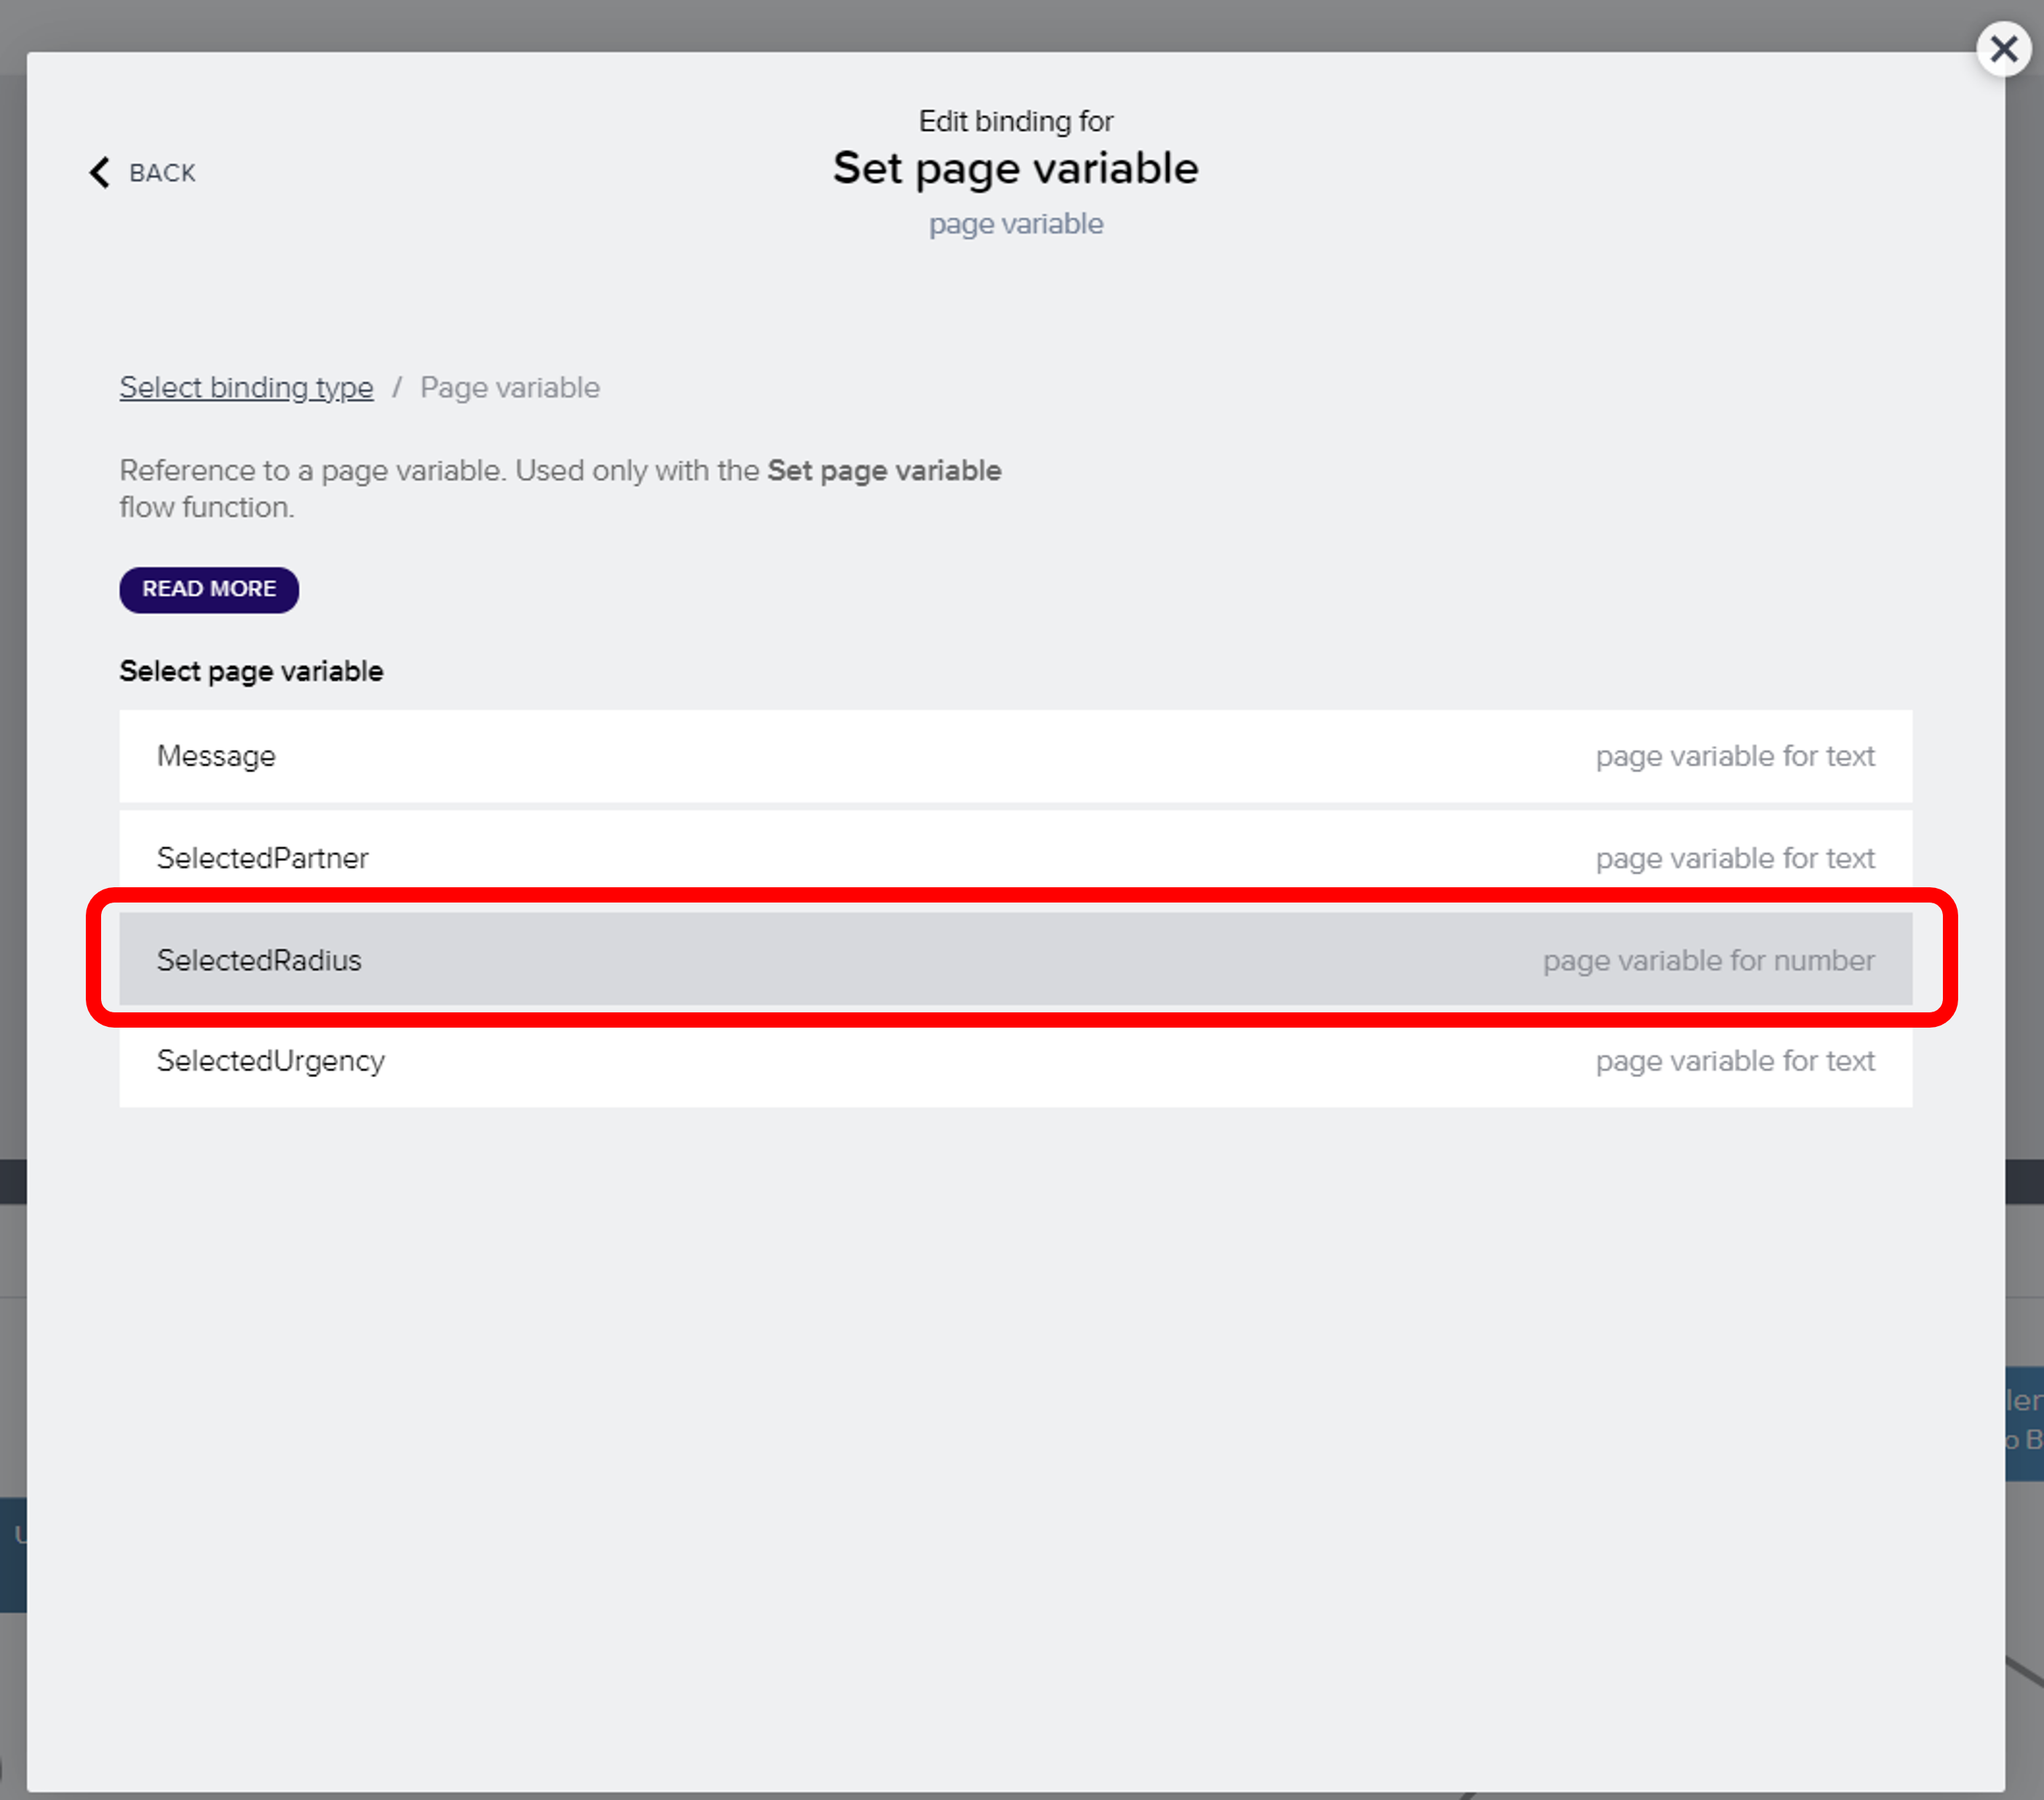 Edit binding for
BACK
Set page variable
page variable
Select binding type / Page variable
Reference to a page variable. Used only with the Set page variable
flow function.
READ MORE
Select page variable
Message page variable for text
SelectedPartner page variable for text
SelectedRadius page variable for number
SelectedUrgency page variable for text